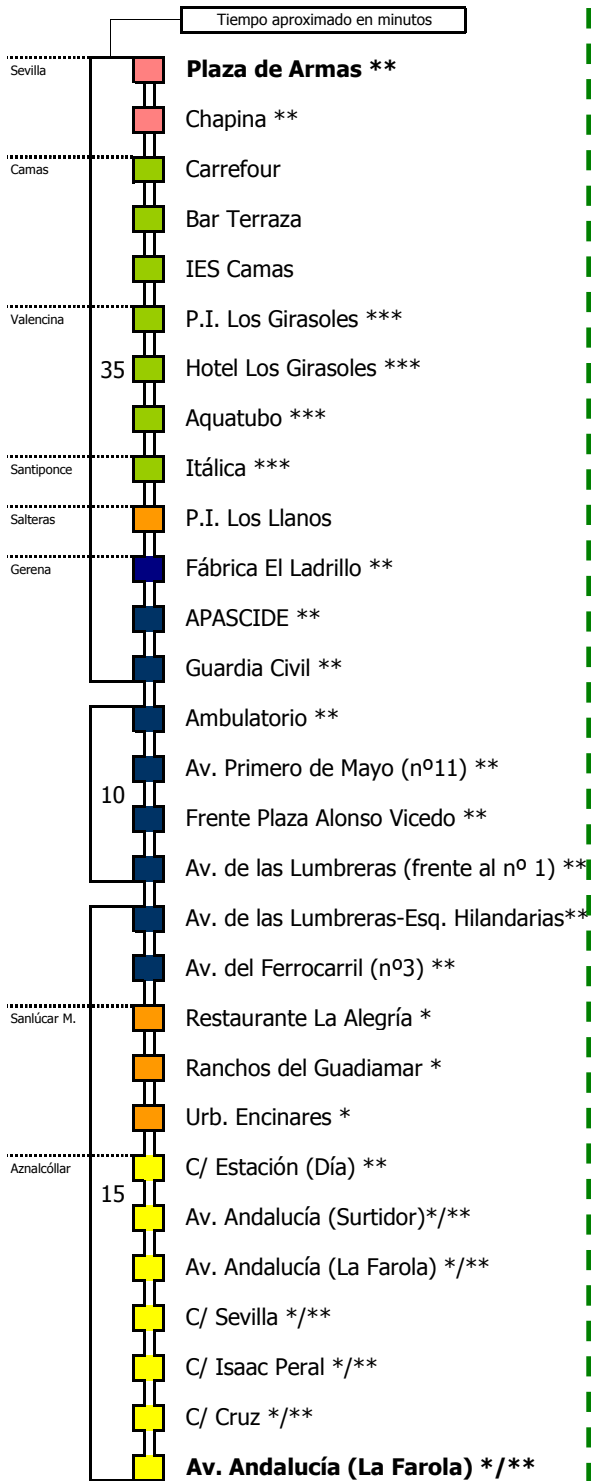 Tiempo aproximado en minutos
Sevilla
Plaza de Armas **
Chapina **
Camas
Carrefour
Bar Terraza
IES Camas
Valencina
P.I. Los Girasoles ***
35
Hotel Los Girasoles ***
Aquatubo ***
Santiponce
Itálica ***
Salteras
P.I. Los Llanos
Gerena
Fábrica El Ladrillo **
APASCIDE **
Guardia Civil **
Ambulatorio **
Av. Primero de Mayo (nº11) **
10
Frente Plaza Alonso Vicedo **
Av. de las Lumbreras (frente al nº 1) **
Av. de las Lumbreras-Esq. Hilandarias**
Av. del Ferrocarril (nº3) **
Sanlúcar M.
Restaurante La Alegría *
Ranchos del Guadiamar *
Urb. Encinares *
Aznalcóllar
C/ Estación (Día) **
15
Av. Andalucía (Surtidor)*/**
Av. Andalucía (La Farola) */**
C/ Sevilla */**
C/ Isaac Peral */**
C/ Cruz */**
Av. Andalucía (La Farola) */**